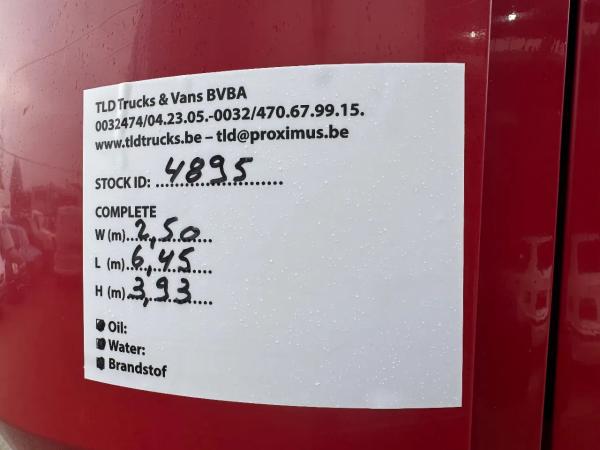 TLD Trucks & Vans BVBA
0032474/04.23.05.-0032/470.67.99.15.
www.tldtrucks.be – tld@proximus.be
STOCK ID: 4895
COMPLETE
W (m) 2,50
L (m) 6,45
H (m) 3,93
Oil:
Water:
Brandstof